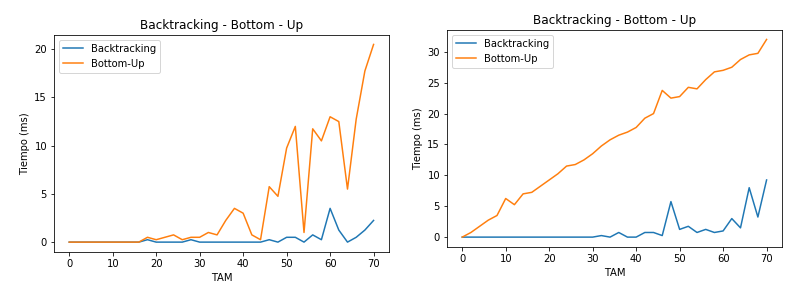 Backtracking - Bottom - Up
Backtracking
Bottom-Up
Tiempo (ms)
20
15
10
5
0
0 10 20 30 40 50 60 70
TAM
Backtracking - Bottom - Up
Backtracking
Bottom-Up
Tiempo (ms)
30
25
20
15
10
5
0
0 10 20 30 40 50 60 70
TAM